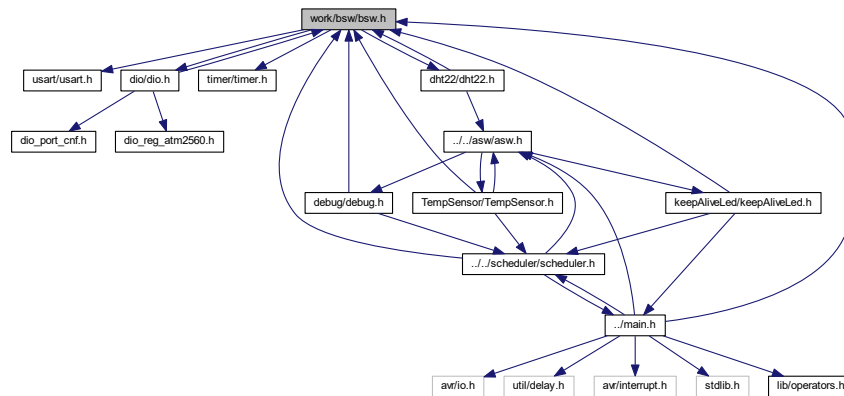 work/bsw/bsw.h
usart/usart.h
dio/dio.h
timer/timer.h
dht22/dht22.h
dio_port_cnf.h
dio_reg_atm2560.h
../../asw/asw.h
debug/debug.h
TempSensor/TempSensor.h
keepAliveLed/keepAliveLed.h
../../scheduler/scheduler.h
../main.h
avr/io.h
util/delay.h
avr/interrupt.h
stdlib.h
lib/operators.h